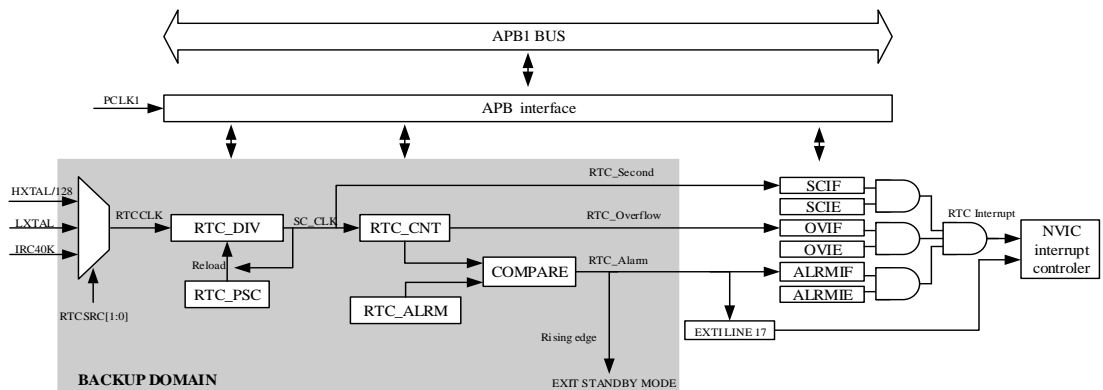 APB1 BUS
PCLK1
APB interface
HXTAL/128
LXTAL
IRC40K
RTCCLK
RTC_DIV
SC_CLK
RTC_CNT
RTC_Second
RTC_Overflow
RTC_Alarm
Reload
RTC_PSC
RTC_ALRM
COMPARE
RTCSRC[1:0]
SCIF
SCIE
OVIF
OVIE
ALRMIF
ALRMIE
RTC Interrupt
NVIC
interrupt
controler
EXTI LINE 17
Rising edge
EXIT STANDBY MODE
BACKUP DOMAIN